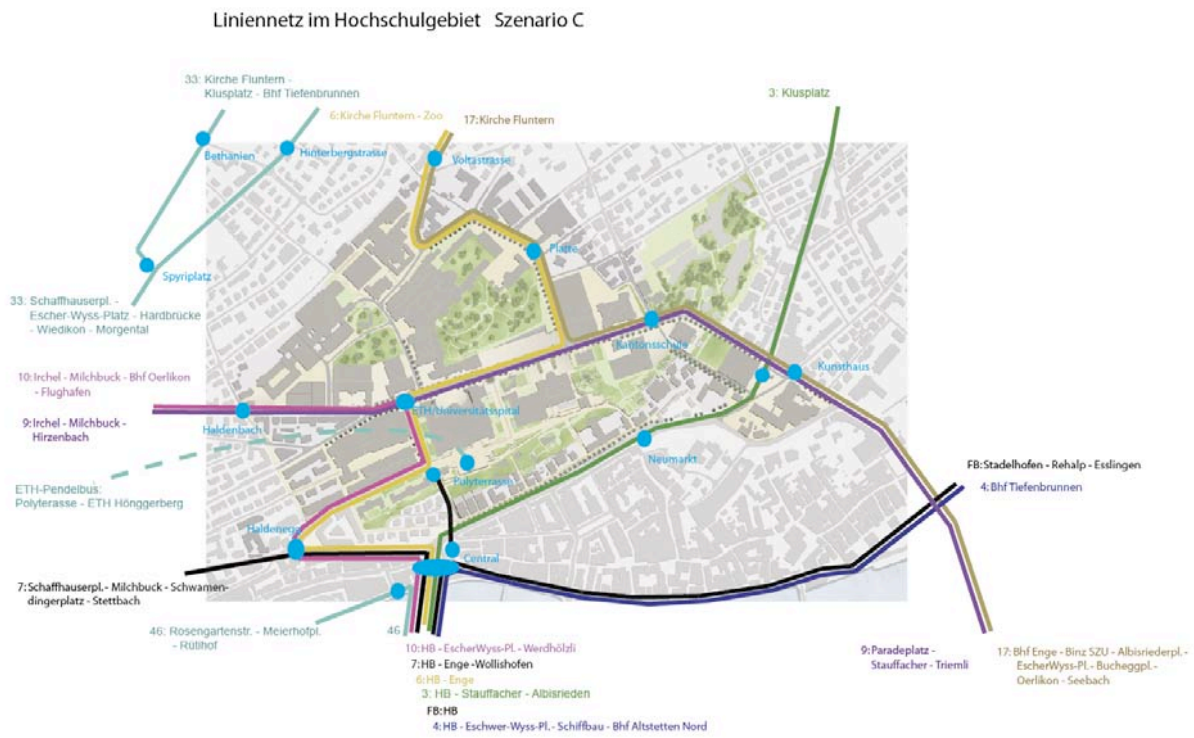 Liniennetz im Hochschulgebiet Szenario C
33: Kirche Fluntern -
Klusplatz - Bhf Tiefenbrunnen
3: Klusplatz
6: Kirche Fluntern - Zoo
17: Kirche Fluntern
Bethanien
Hinterbergstrasse
Voltastrasse
Platte
Spyriplatz
33: Schaffhauserpl. -
Escher-Wyss-Platz - Hardbrücke
- Wiedikon - Morgental
Kantonsschule
Kunsthaus
10: Irchel - Milchbuck - Bhf Oerlikon
- Flughafen
ETH/Universitätsspital
9: Irchel - Milchbuck -
Hirzenbach
Haldenbach
Neumarkt
FB: Stadelhofen - Rehalp - Esslingen
4: Bhf Tiefenbrunnen
ETH-Pendelbus:
Polyterasse - ETH Hönggerberg
Polyterrasse
Haldenegg
Central
7: Schaffhauserpl. - Milchbuck - Schwamen-
dingerplatz - Stettbach
46: Rosengartenstr. - Meierhofpl.
- Rütihof
46
10: HB - EscherWyss-Pl. - Werdhölzli
7: HB - Enge -Wollishofen
6: HB - Enge
3: HB - Stauffacher - Albisrieden
FB: HB
4: HB - Eschwer-Wyss-Pl. - Schiffbau - Bhf Altstetten Nord
9: Paradeplatz -
Stauffacher - Triemli
17: Bhf Enge - Binz SZU - Albisriederpl. -
EscherWyss-Pl. - Bucheggpl. -
Oerlikon - Seebach